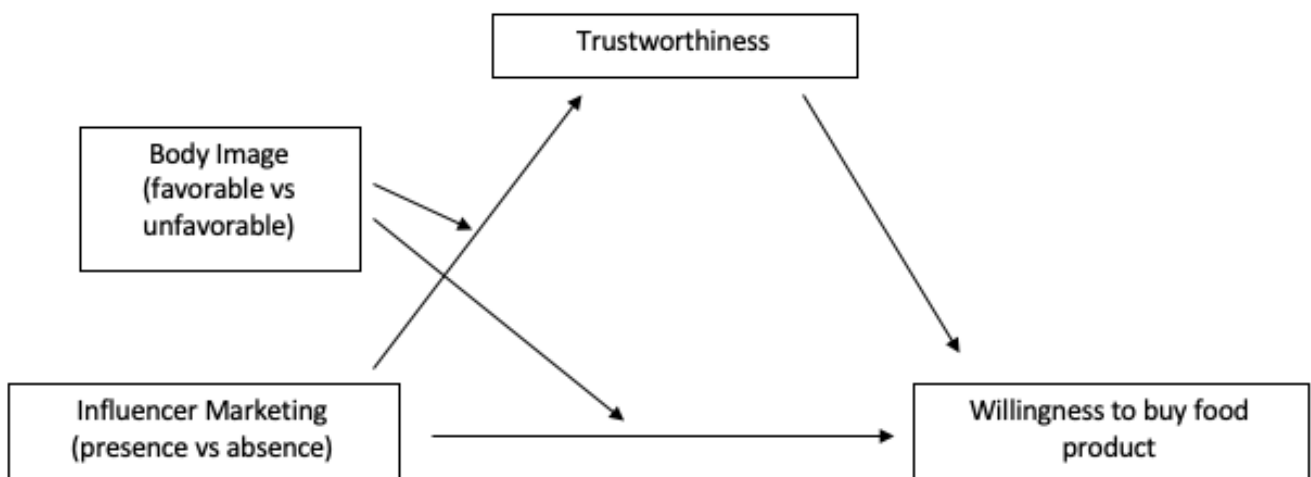 Trustworthiness
Body Image
(favorable vs
unfavorable)
Influencer Marketing
(presence vs absence)
Willingness to buy food
product